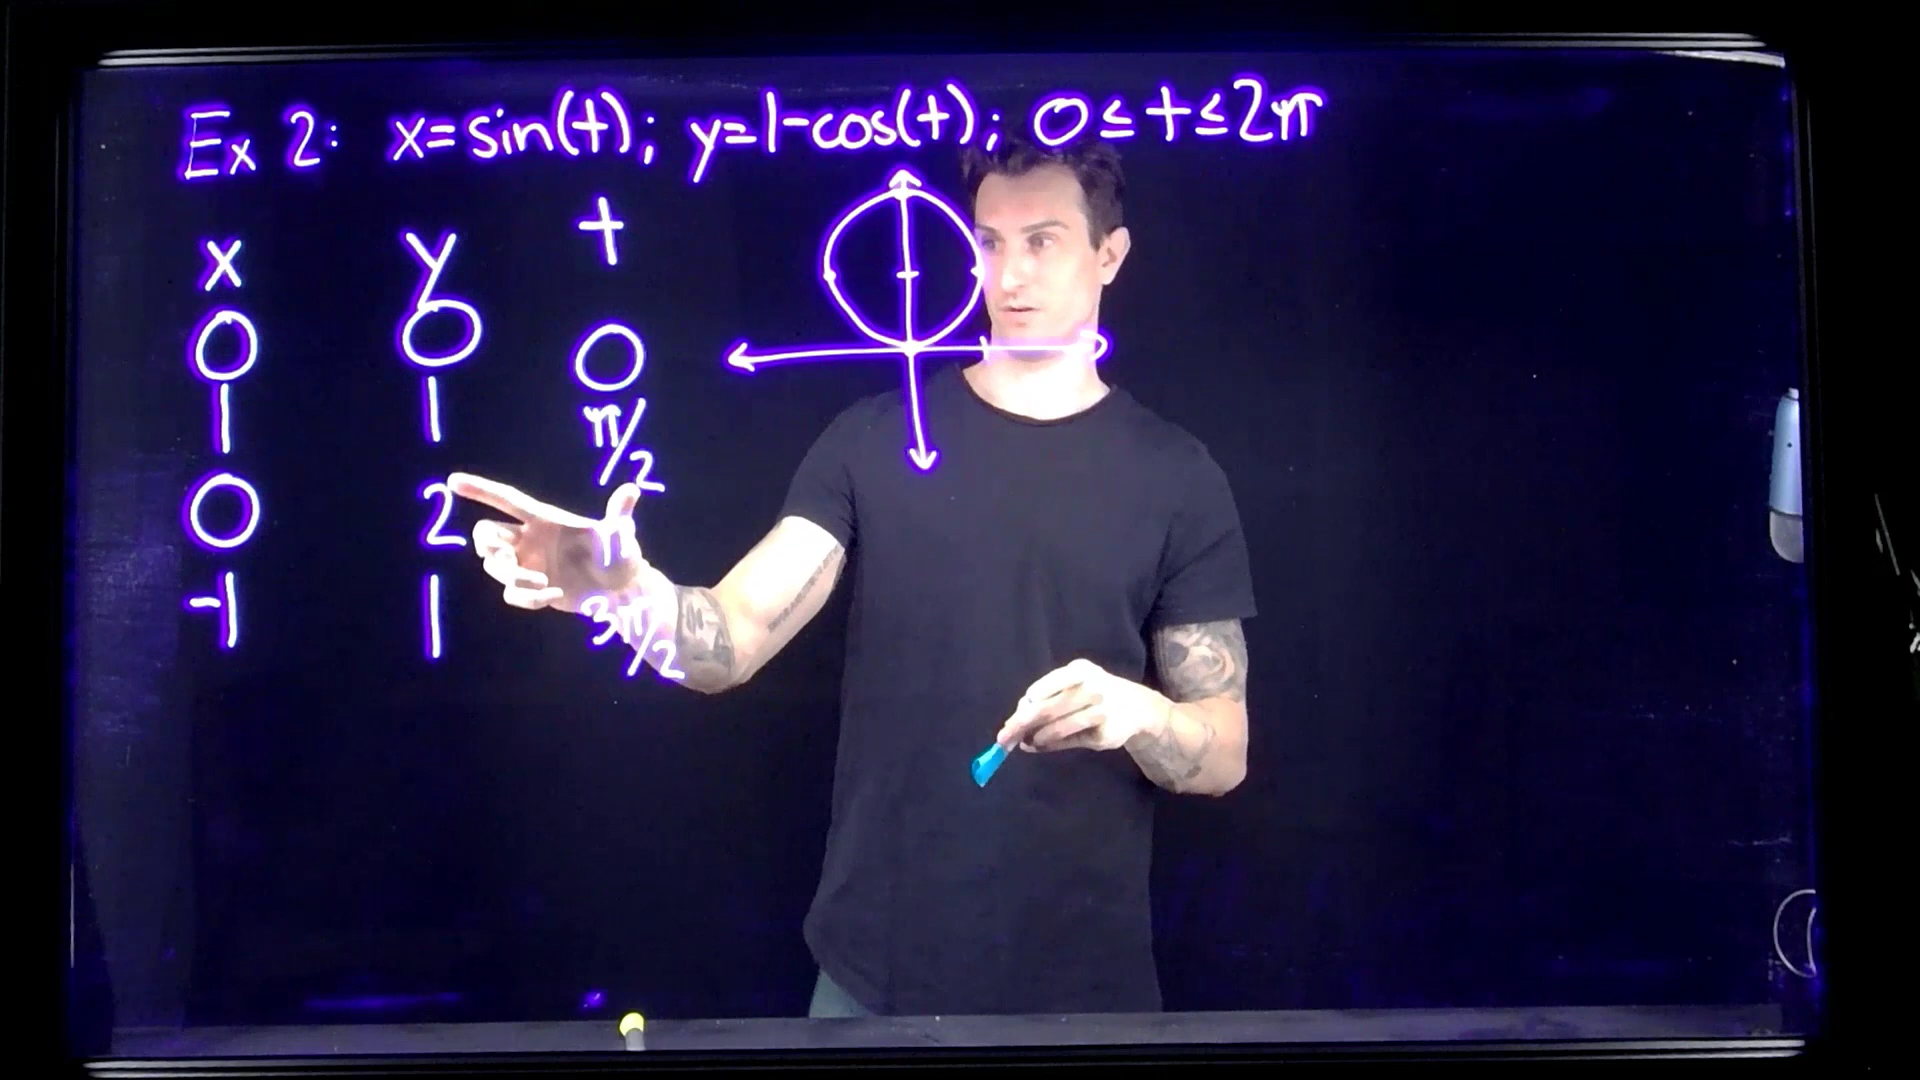 Ex 2: x=sin(t); y=1-cos(t); 0≤t≤2π
x y t
0 0 0
1 1 π/2
0 2 π
-1 1 3π/2